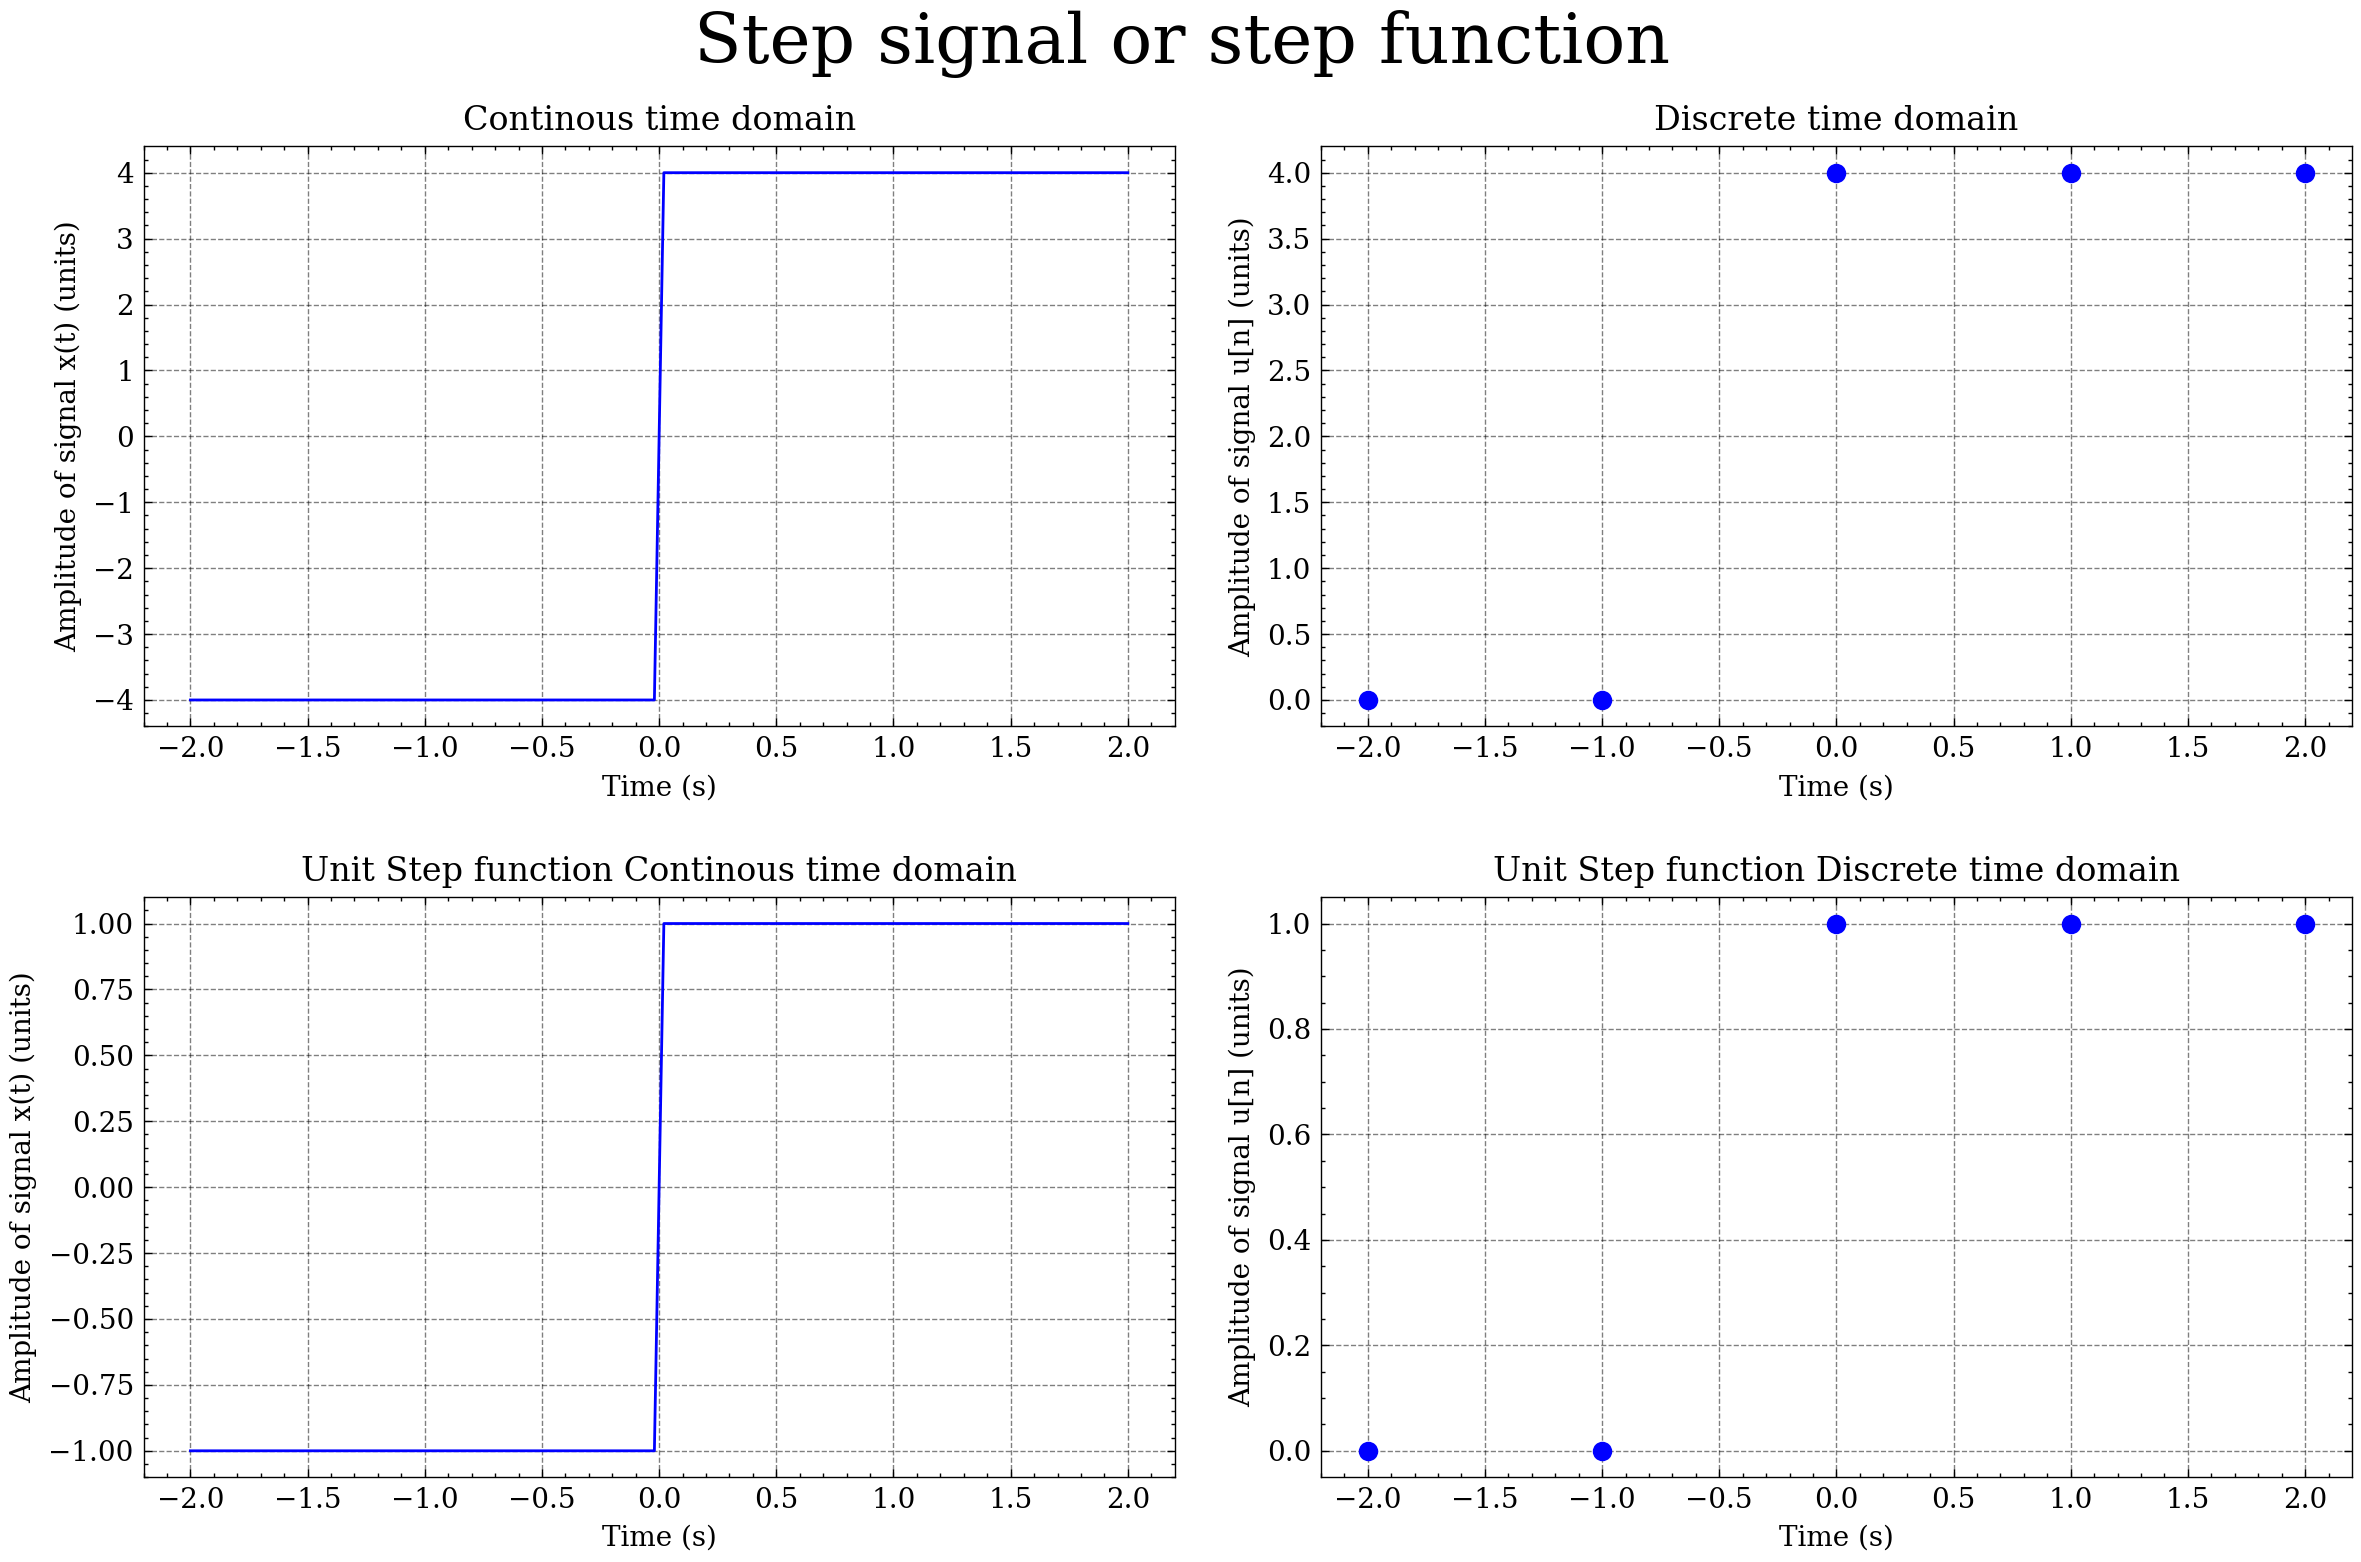 Step signal or step function
Continous time domain
Amplitude of signal x(t) (units)
4
3
2
1
0
−1
−2
−3
−4
−2.0 −1.5 −1.0 −0.5 0.0 0.5 1.0 1.5 2.0
Time (s)
Discrete time domain
Amplitude of signal u[n] (units)
4.0
3.5
3.0
2.5
2.0
1.5
1.0
0.5
0.0
−2.0 −1.5 −1.0 −0.5 0.0 0.5 1.0 1.5 2.0
Time (s)
Unit Step function Continous time domain
Amplitude of signal x(t) (units)
1.00
0.75
0.50
0.25
0.00
−0.25
−0.50
−0.75
−1.00
−2.0 −1.5 −1.0 −0.5 0.0 0.5 1.0 1.5 2.0
Time (s)
Unit Step function Discrete time domain
Amplitude of signal u[n] (units)
1.0
0.8
0.6
0.4
0.2
0.0
−2.0 −1.5 −1.0 −0.5 0.0 0.5 1.0 1.5 2.0
Time (s)